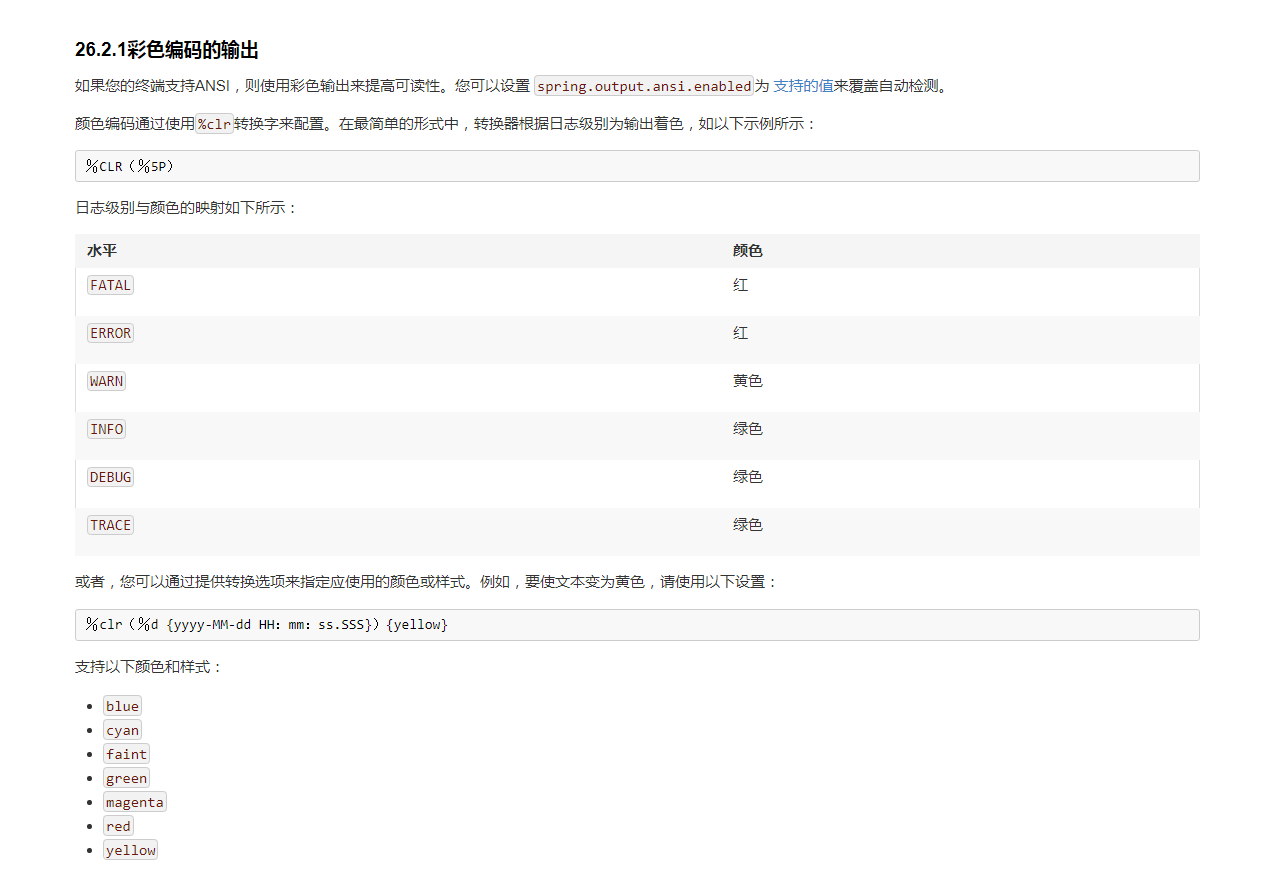 26.2.1彩色编码的输出
如果您的终端支持ANSI，则使用彩色输出来提高可读性。您可以设置 spring.output.ansi.enabled为 支持的值来覆盖自动检测。
颜色编码通过使用%clr转换字来配置。在最简单的形式中，转换器根据日志级别为输出着色，如以下示例所示：
％CLR（％5P）
日志级别与颜色的映射如下所示：
水平 颜色
FATAL 红
ERROR 红
WARN 黄色
INFO 绿色
DEBUG 绿色
TRACE 绿色
或者，您可以通过提供转换选项来指定应使用的颜色或样式。例如，要使文本变为黄色，请使用以下设置：
％clr（％d {yyyy-MM-dd HH：mm：ss.SSS}）{yellow}
支持以下颜色和样式：
• blue
• cyan
• faint
• green
• magenta
• red
• yellow